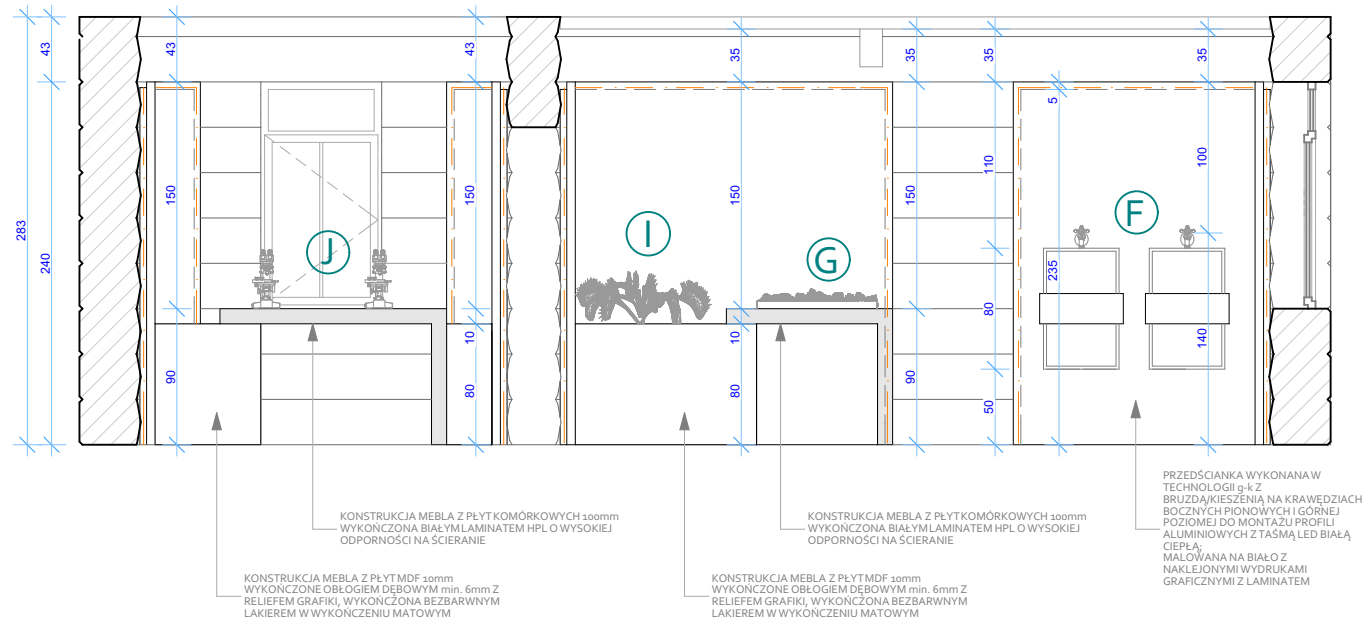 43
43
43
35
35
35
35
5
283
240
150
150
150
150
110
100
J
I
G
F
235
80
140
10
10
90
80
80
90
50
KONSTRUKCJA MEBLA Z PŁYT KOMÓRKOWYCH 100mm
WYKOŃCZONA BIAŁYM LAMINATEM HPL O WYSOKIEJ
ODPORNOŚCI NA ŚCIERANIE
KONSTRUKCJA MEBLA Z PŁYT KOMÓRKOWYCH 100mm
WYKOŃCZONA BIAŁYM LAMINATEM HPL O WYSOKIEJ
ODPORNOŚCI NA ŚCIERANIE
PRZEDŚCIANKA WYKONANA W
TECHNOLOGII g-k Z
BRUZDĄ/KIESZENIĄ NA KRAWĘDZIACH
BOCZNYCH PIONOWYCH I GÓRNEJ
POZIOMEJ DO MONTAŻU PROFILI
ALUMINIOWYCH Z TAŚMĄ LED BIAŁĄ
CIEPŁĄ;
MALOWANA NA BIAŁO Z
NAKLEJONYMI WYDRUKAMI
GRAFICZNYMI Z LAMINATEM
KONSTRUKCJA MEBLA Z PŁYT MDF 10mm
WYKOŃCZONE OBŁOGIEM DĘBOWYM min. 6mm Z
RELIEFEM GRAFIKI, WYKOŃCZONA BEZBARWNYM
LAKIEREM W WYKOŃCZENIU MATOWYM
KONSTRUKCJA MEBLA Z PŁYT MDF 10mm
WYKOŃCZONE OBŁOGIEM DĘBOWYM min. 6mm Z
RELIEFEM GRAFIKI, WYKOŃCZONA BEZBARWNYM
LAKIEREM W WYKOŃCZENIU MATOWYM